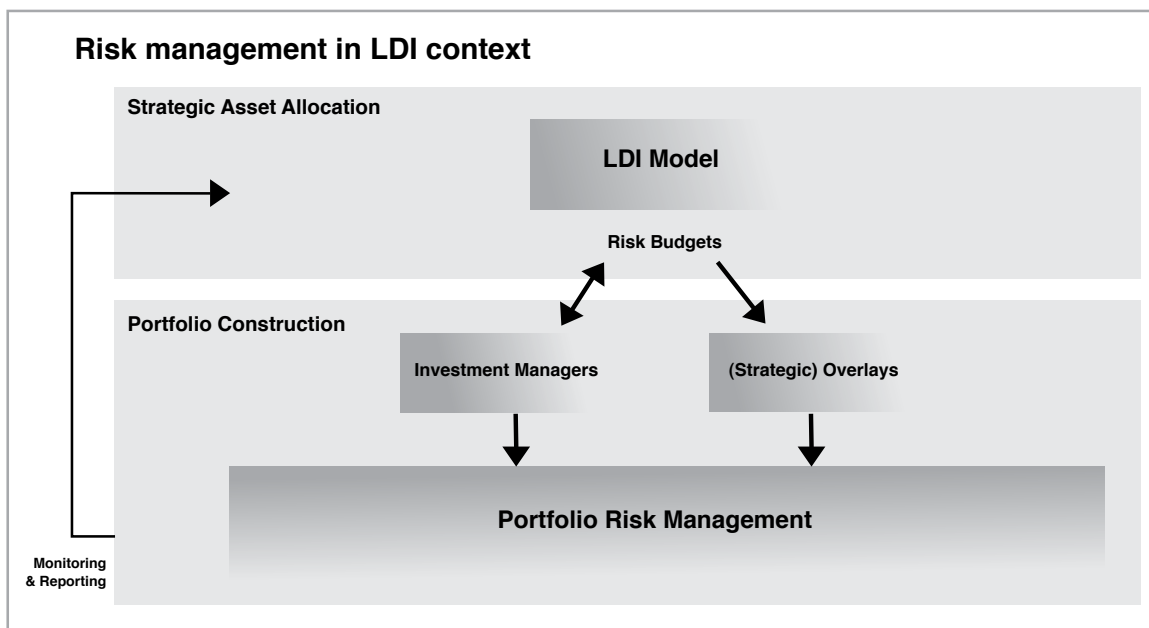 Risk management in LDI context
Strategic Asset Allocation
LDI Model
Risk Budgets
Portfolio Construction
Investment Managers
(Strategic) Overlays
Portfolio Risk Management
Monitoring
& Reporting